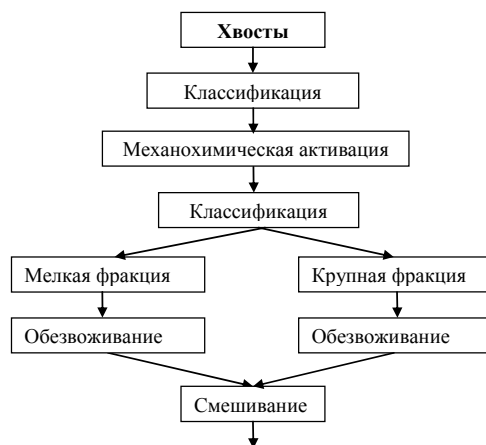 Хвосты
Классификация
Механохимическая активация
Классификация
Мелкая фракция
Крупная фракция
Обезвоживание
Обезвоживание
Смешивание